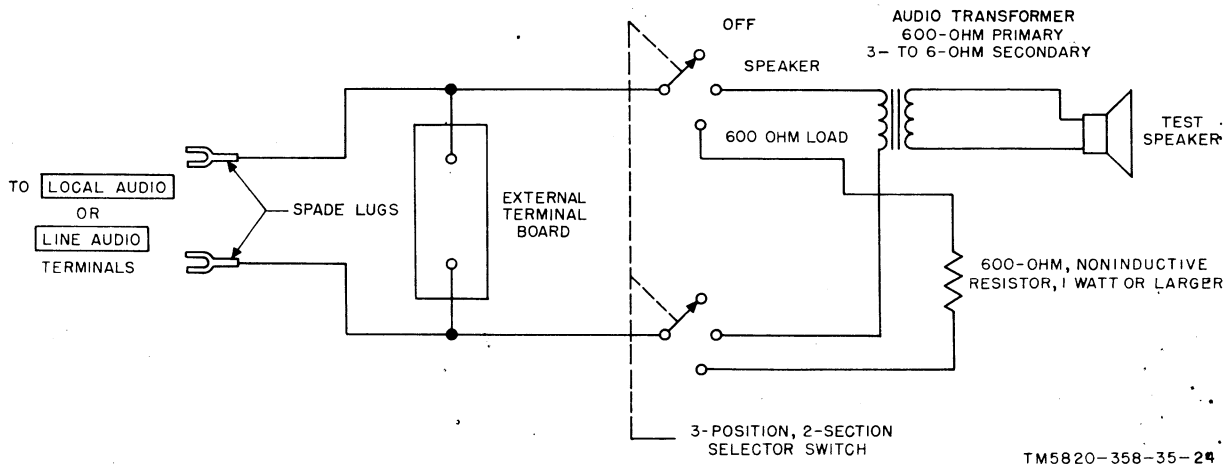 OFF
AUDIO TRANSFORMER
600-OHM PRIMARY
3- TO 6-OHM SECONDARY
SPEAKER
600 OHM LOAD
TEST
SPEAKER
TO LOCAL AUDIO
OR
LINE AUDIO
TERMINALS
SPADE LUGS
EXTERNAL
TERMINAL
BOARD
600-OHM, NONINDUCTIVE
RESISTOR, 1 WATT OR LARGER
3-POSITION, 2-SECTION
SELECTOR SWITCH
TM5820-358-35-24